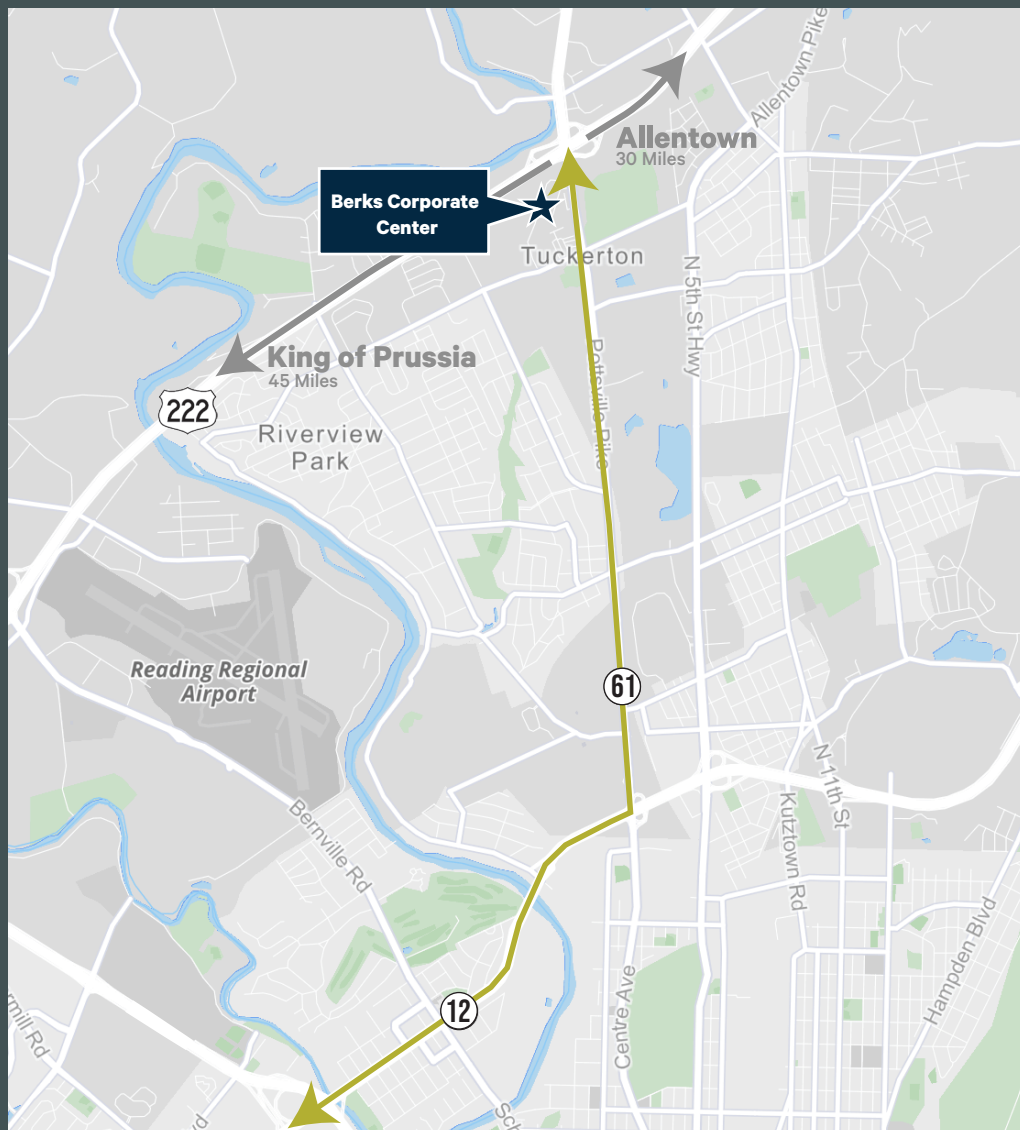 Allentown Pike
Allentown
30 Miles
Berks Corporate
Center
Tuckerton
N 5th St Hwy
King of Prussia
45 Miles
Pottsville Pike
222
Riverview
Park
Reading Regional
Airport
61
N 11th St
Bernville Rd
Kutztown Rd
Hampden Blvd
Centre Ave
12
Rd